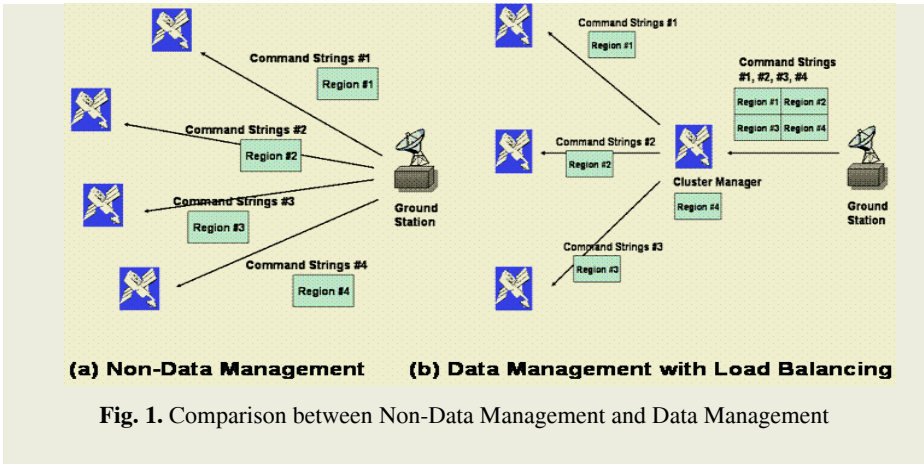 Command Strings #1
Region #1
Command Strings #2
Region #2
Command Strings #3
Region #3
Command Strings #4
Region #4
Ground
Station
(a) Non-Data Management
Command Strings #1
Region #1
Command Strings #2
Region #2
Command Strings #3
Region #3
Cluster Manager
Region #4
Command Strings
#1, #2, #3, #4
Region #1 Region #2
Region #3 Region #4
Ground
Station
(b) Data Management with Load Balancing
Fig. 1. Comparison between Non-Data Management and Data Management